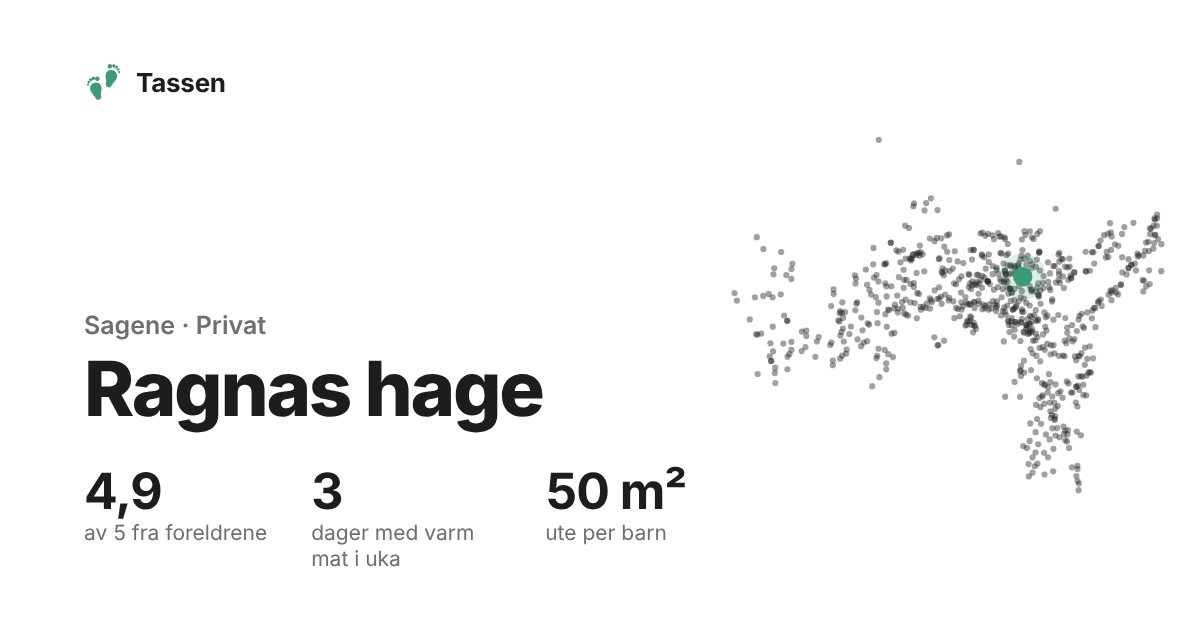 Tassen
Sagene · Privat
Ragnas hage
4,9
av 5 fra foreldrene
3
dager med varm
mat i uka
50 m²
ute per barn